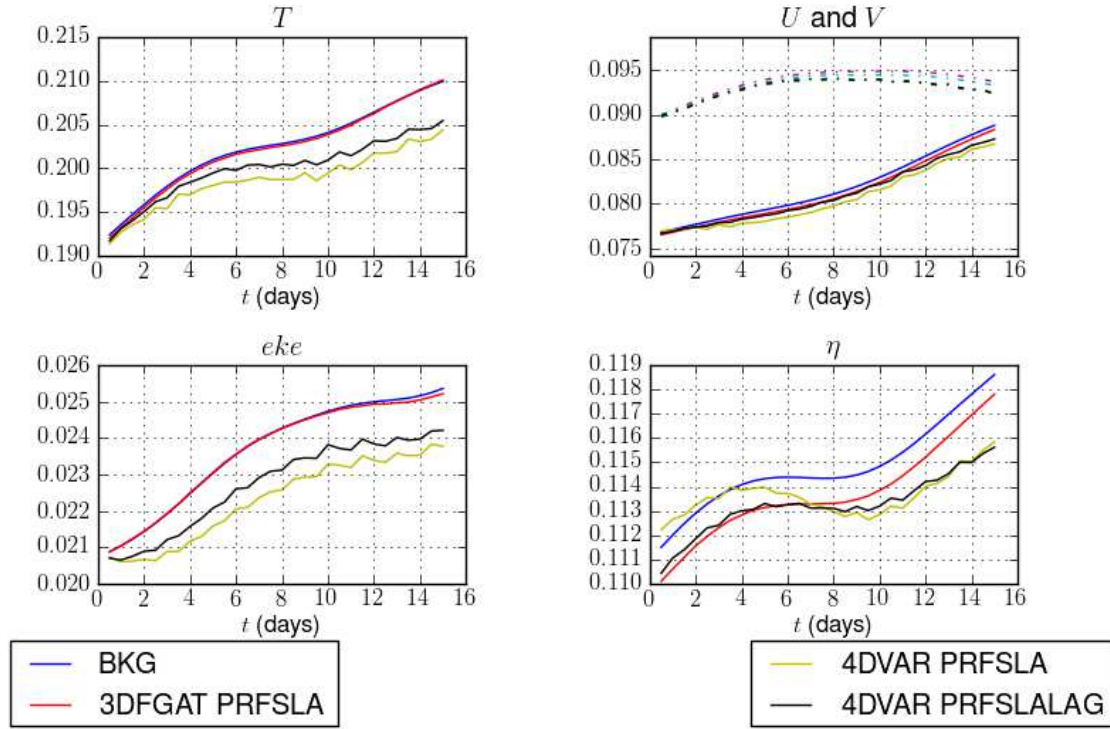 T
0.215
0.210
0.205
0.200
0.195
0.190
0 2 4 6 8 10 12 14 16
t (days)
U and V
0.095
0.090
0.085
0.080
0.075
0 2 4 6 8 10 12 14 16
t (days)
eke
0.026
0.025
0.024
0.023
0.022
0.021
0.020
0 2 4 6 8 10 12 14 16
t (days)
η
0.119
0.118
0.117
0.116
0.115
0.114
0.113
0.112
0.111
0.110
0 2 4 6 8 10 12 14 16
t (days)
BKG
3DFGAT PRFSLA
4DVAR PRFSLA
4DVAR PRFSLALAG